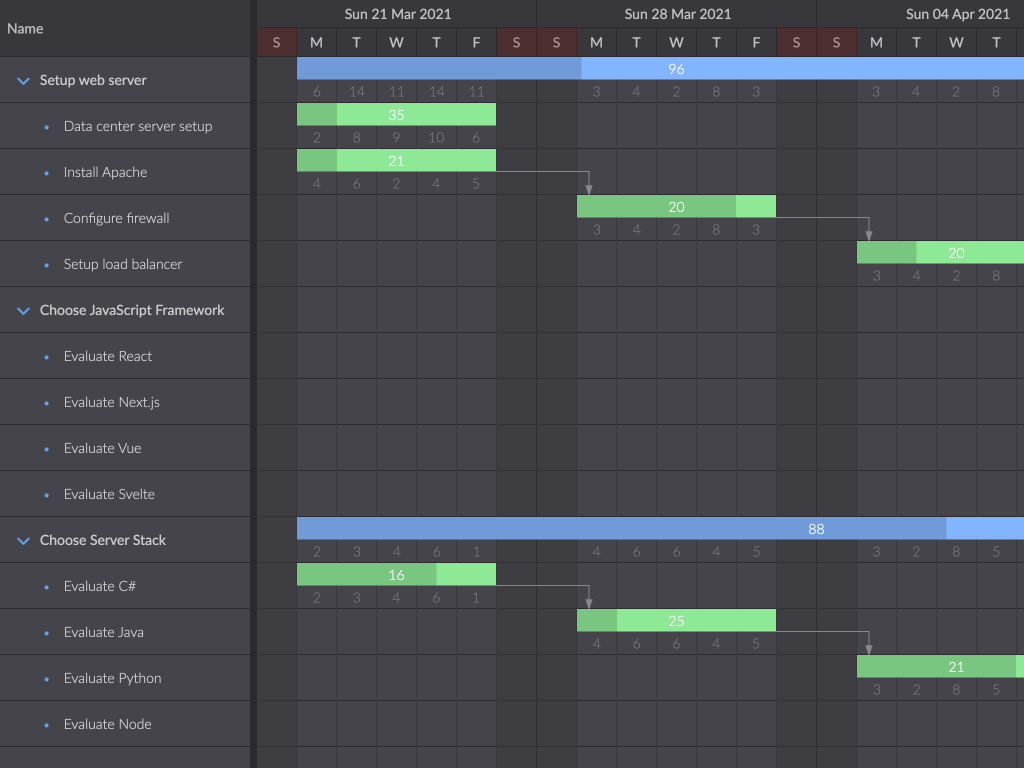 Name
Sun 21 Mar 2021 Sun 28 Mar 2021 Sun 04 Apr 2021
S M T W T F S S M T W T F S S M T W T
Setup web server 96
6 14 11 14 11 3 4 2 8 3 3 4 2 8
Data center server setup 35
2 8 9 10 6
Install Apache 21
4 6 2 4 5
Configure firewall 20
3 4 2 8 3
Setup load balancer 20
3 4 2 8
Choose JavaScript Framework
Evaluate React
Evaluate Next.js
Evaluate Vue
Evaluate Svelte
Choose Server Stack 88
2 3 4 6 1 4 6 6 4 5 3 2 8 5
Evaluate C# 16
2 3 4 6 1
Evaluate Java 25
4 6 6 4 5
Evaluate Python 21
3 2 8 5
Evaluate Node